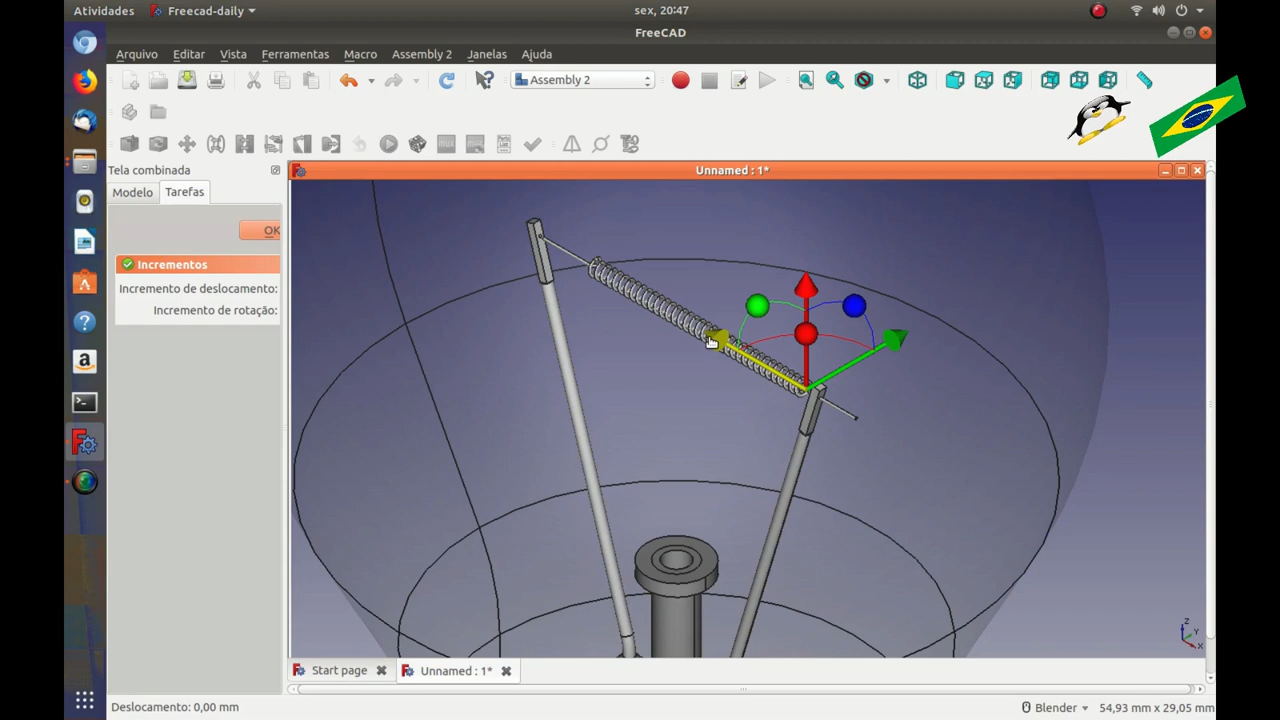 Atividades Freecad-daily sex, 20:47
FreeCAD
Arquivo Editar Vista Ferramentas Macro Assembly 2 Janelas Ajuda
Assembly 2
Tela combinada
Unnamed : 1*
Modelo Tarefas
OK
Incrementos
Incremento de deslocamento:
Incremento de rotação:
Z
Y
X
Start page Unnamed : 1*
Deslocamento: 0,00 mm Blender 54,93 mm x 29,05 mm